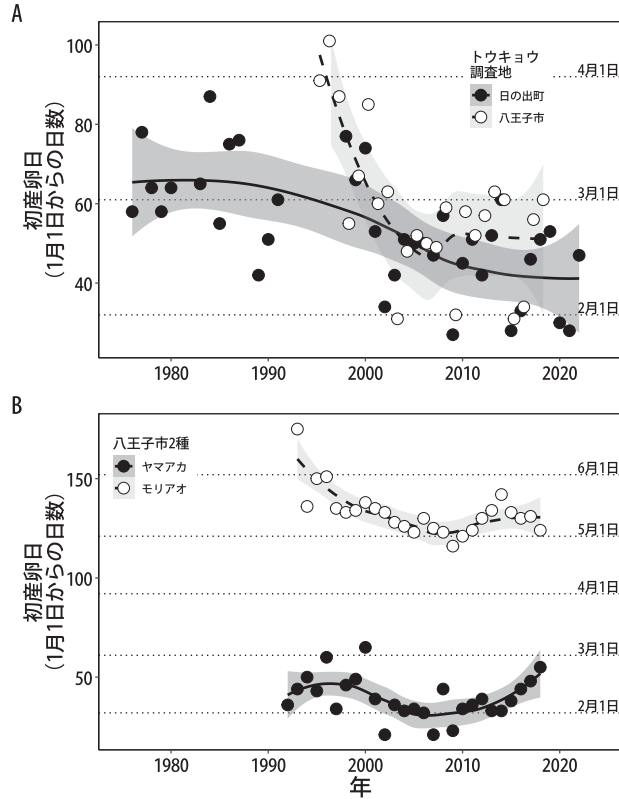 A
初産卵日
（1月1日からの日数）
100
80
60
40
トウキョウ
調査地
日の出町
八王子市
4月1日
3月1日
2月1日
1980 1990 2000 2010 2020
B
初産卵日
（1月1日からの日数）
150
100
50
八王子市2種
ヤマアカ
モリアオ
6月1日
5月1日
4月1日
3月1日
2月1日
1980 1990 2000 2010 2020
年